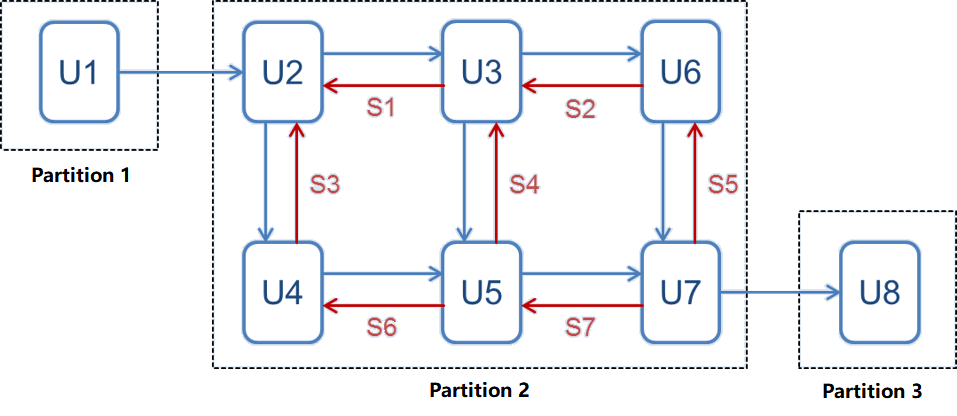 U1
U2
U3
U6
S1
S2
Partition 1
S3
S4
S5
U4
U5
U7
U8
S6
S7
Partition 2
Partition 3